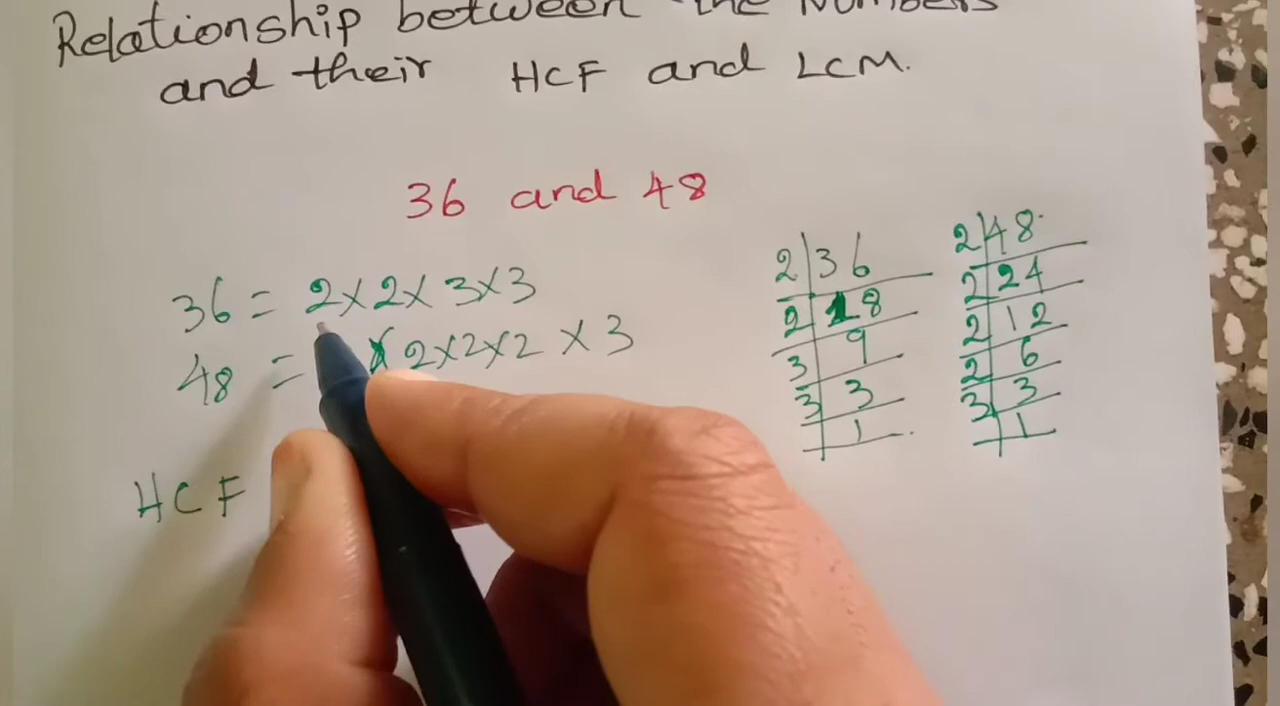 Relationship between the Numbers
and their HCF and LCM.
36 and 48
36 = 2×2×3×3
48 = × 2×2×2 × 3
HCF
2 36
2 18
3 9
3 3
1
2 48
2 24
2 12
2 6
3 3
1